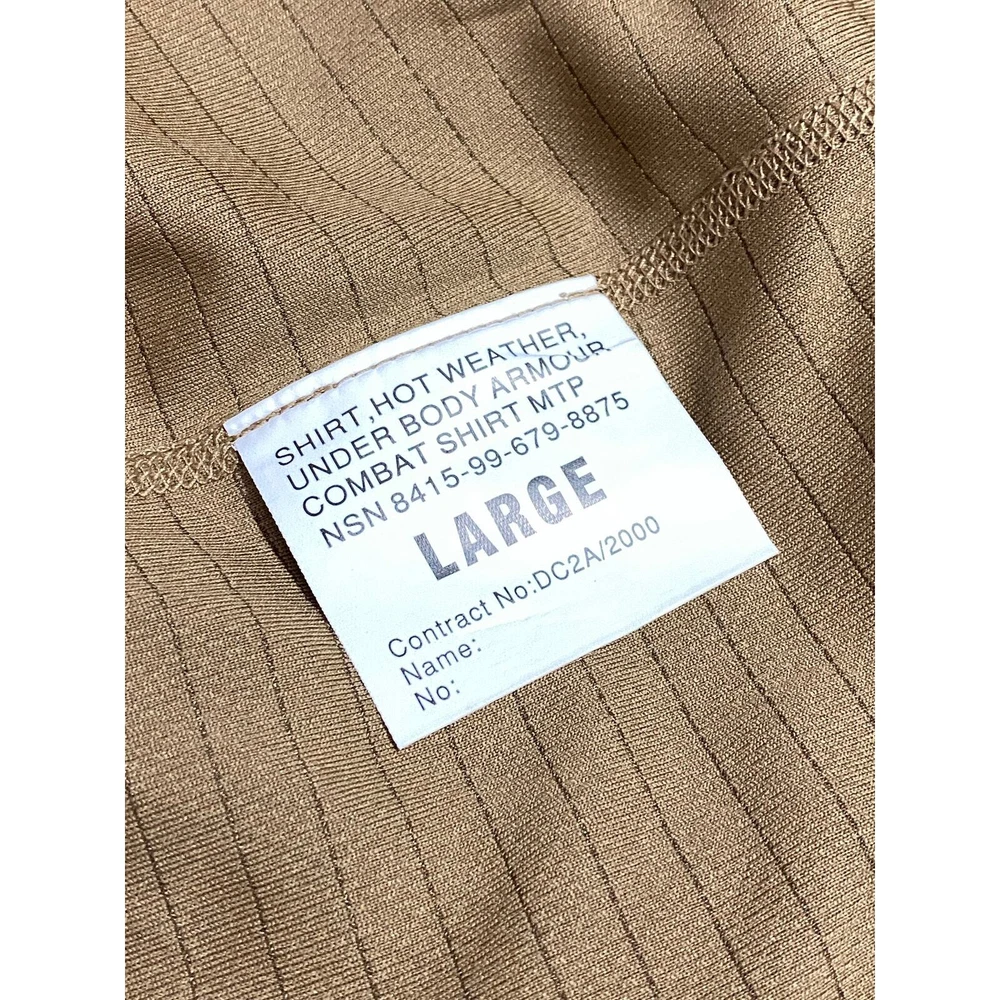 SHIRT,HOT WEATHER,
UNDER BODY ARMOUR
COMBAT SHIRT MTP
NSN 8415-99-679-8875
LARGE
Contract No:DC2A/2000
Name:
No: